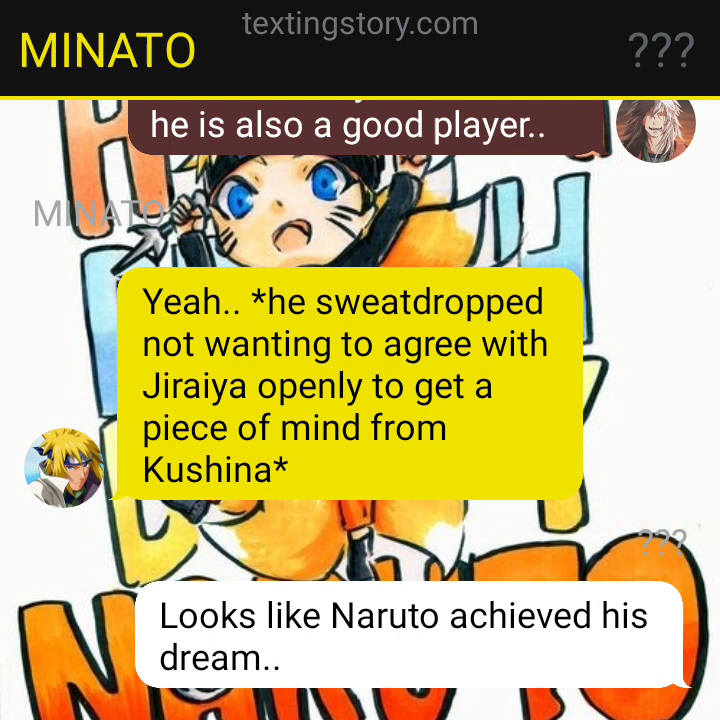 textingstory.com
MINATO
???
he is also a good player..
MINATO
Yeah.. *he sweatdropped
not wanting to agree with
Jiraiya openly to get a
piece of mind from
Kushina*
???
Looks like Naruto achieved his
dream..
NARUTO